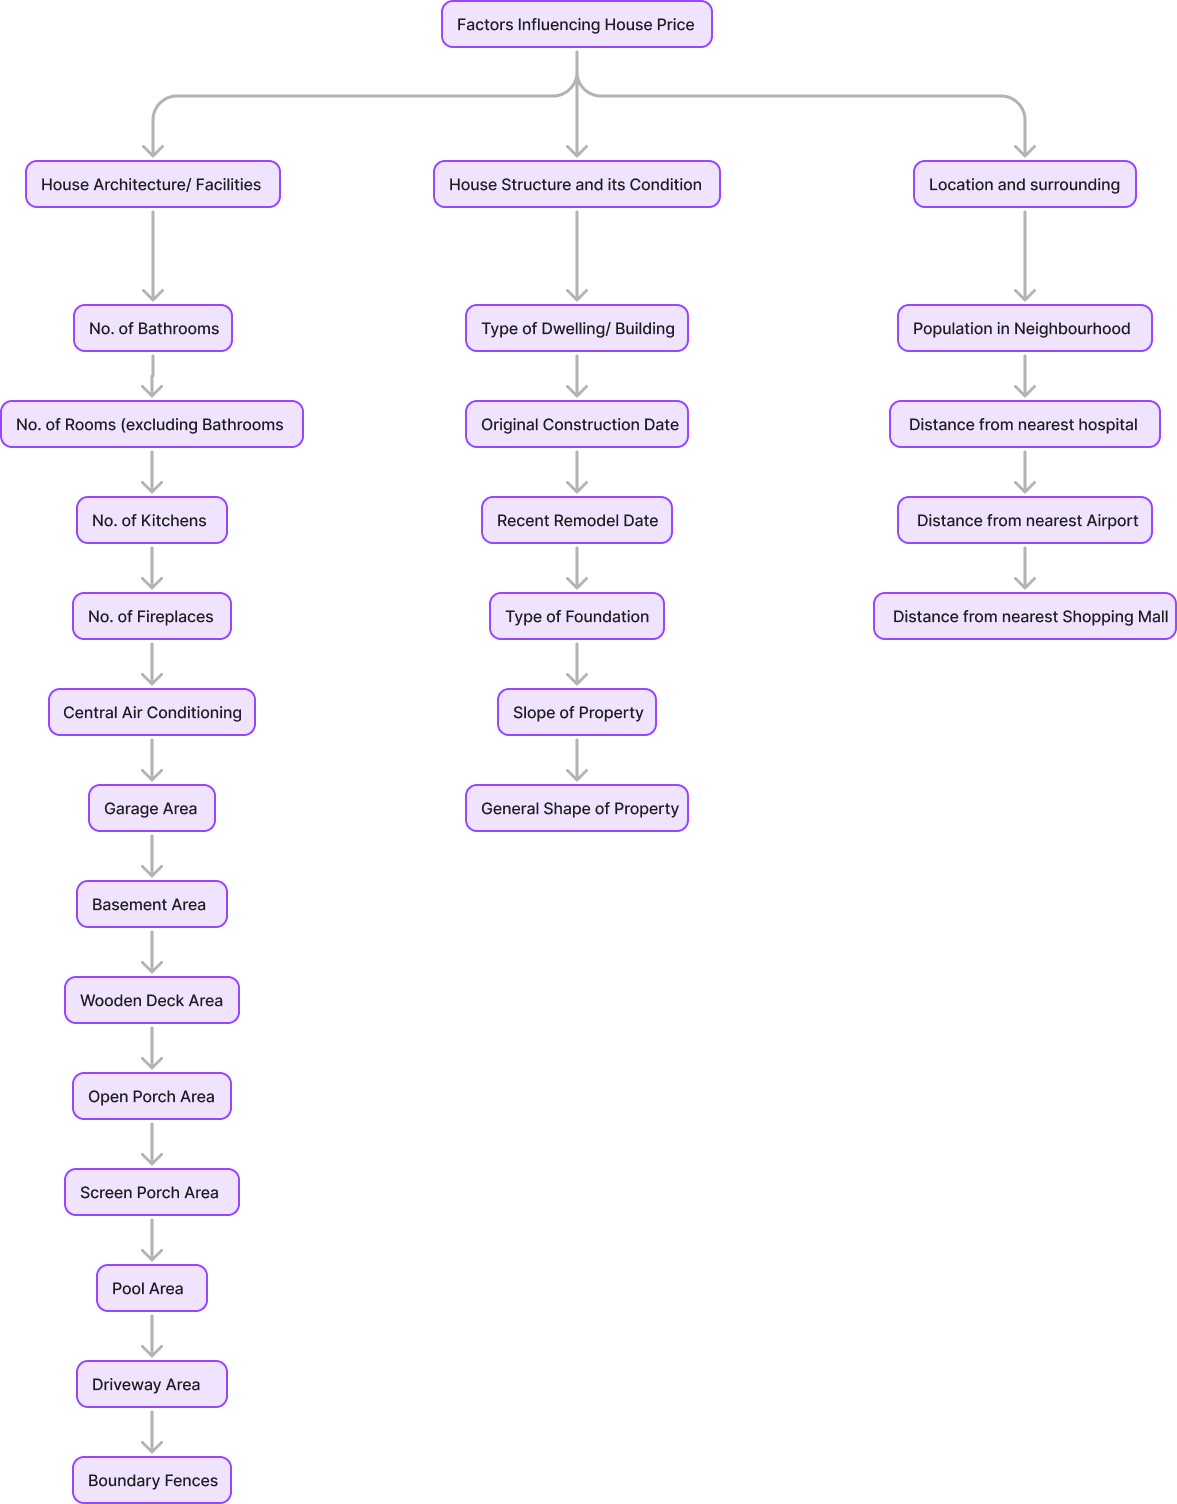 Factors Influencing House Price
House Architecture/ Facilities
House Structure and its Condition
Location and surrounding
No. of Bathrooms
No. of Rooms (excluding Bathrooms
No. of Kitchens
No. of Fireplaces
Central Air Conditioning
Garage Area
Basement Area
Wooden Deck Area
Open Porch Area
Screen Porch Area
Pool Area
Driveway Area
Boundary Fences
Type of Dwelling/ Building
Original Construction Date
Recent Remodel Date
Type of Foundation
Slope of Property
General Shape of Property
Population in Neighbourhood
Distance from nearest hospital
Distance from nearest Airport
Distance from nearest Shopping Mall